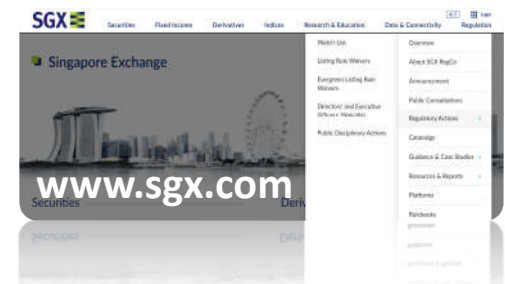 SGX
Securities Fixed Income Derivatives Indices Research & Education Data & Connectivity Regulation
Watch List
Listing Rule Waivers
Evergreen Listing Rule
Waivers
Directors' and Executive
Officers' Watchlist
Public Disciplinary Actions
Overview
About SGX RegCo
Announcement
Public Consultations
Regulatory Actions
Catalodge
Guidance & Case Studies
Resources & Reports
Platforms
Rulebooks
Singapore Exchange
www.sgx.com
Securities